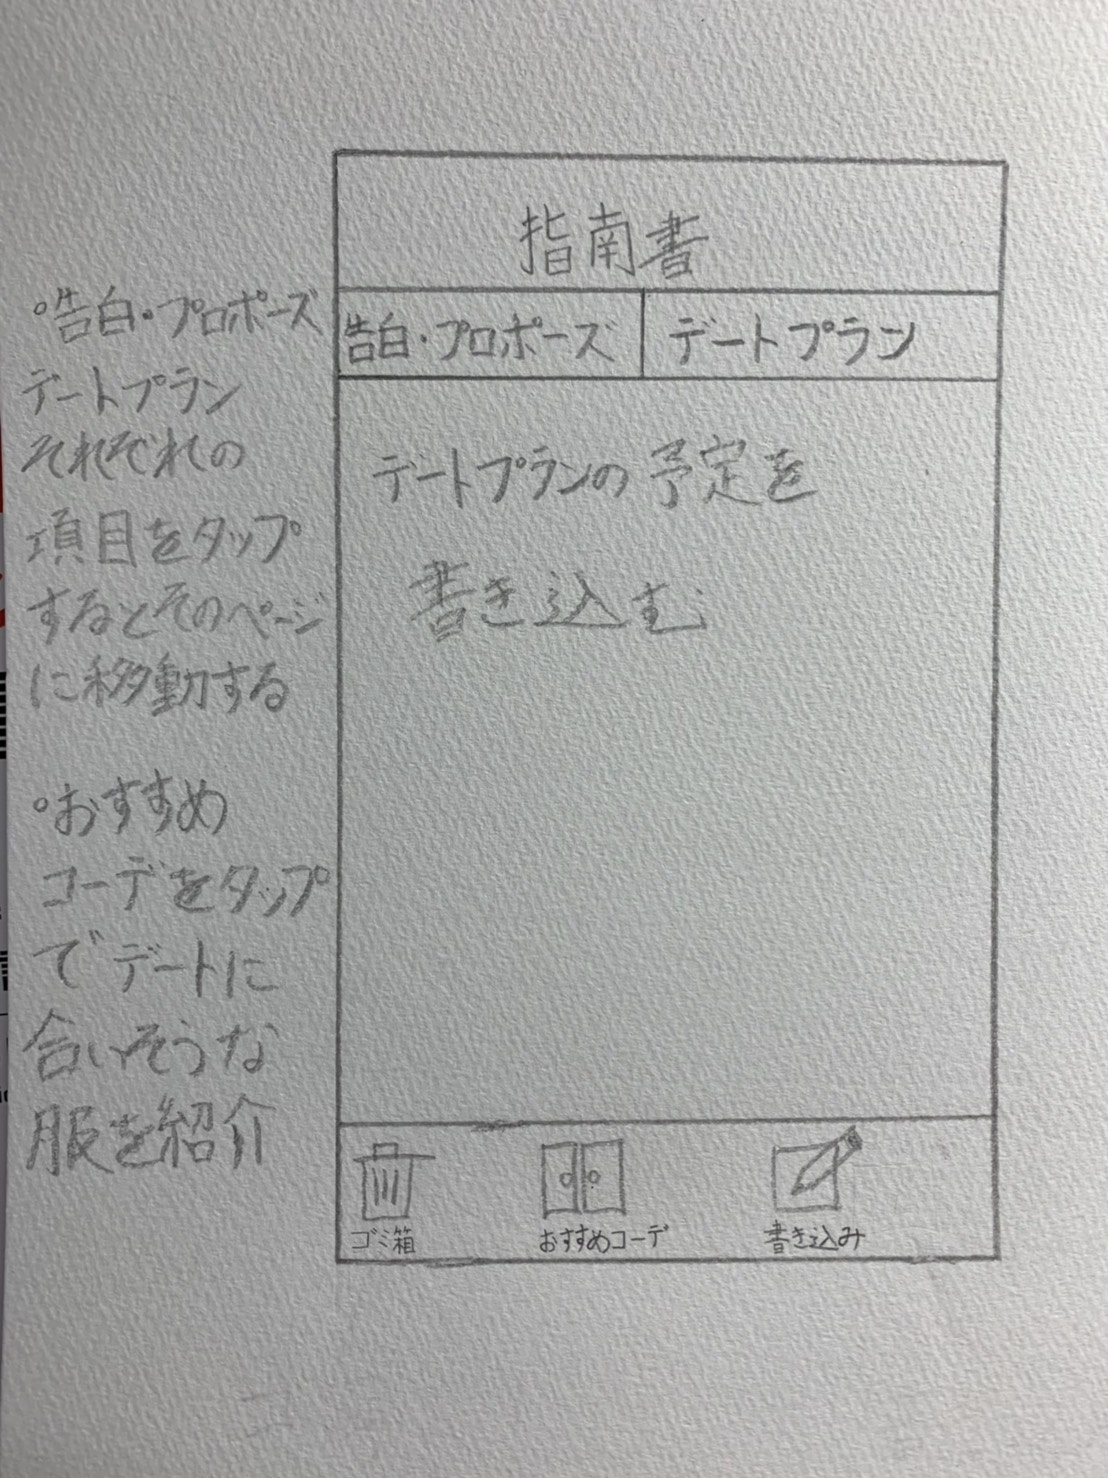 指南書
告白・プロポーズ
デートプラン
デートプランの予定を
書き込む
ゴミ箱
おすすめコーデ
書き込み
°告白・プロポーズ
デートプラン
それぞれの
項目をタップ
するとそのページ
に移動する
°おすすめ
コーデをタップ
でデートに
合いそうな
服を紹介